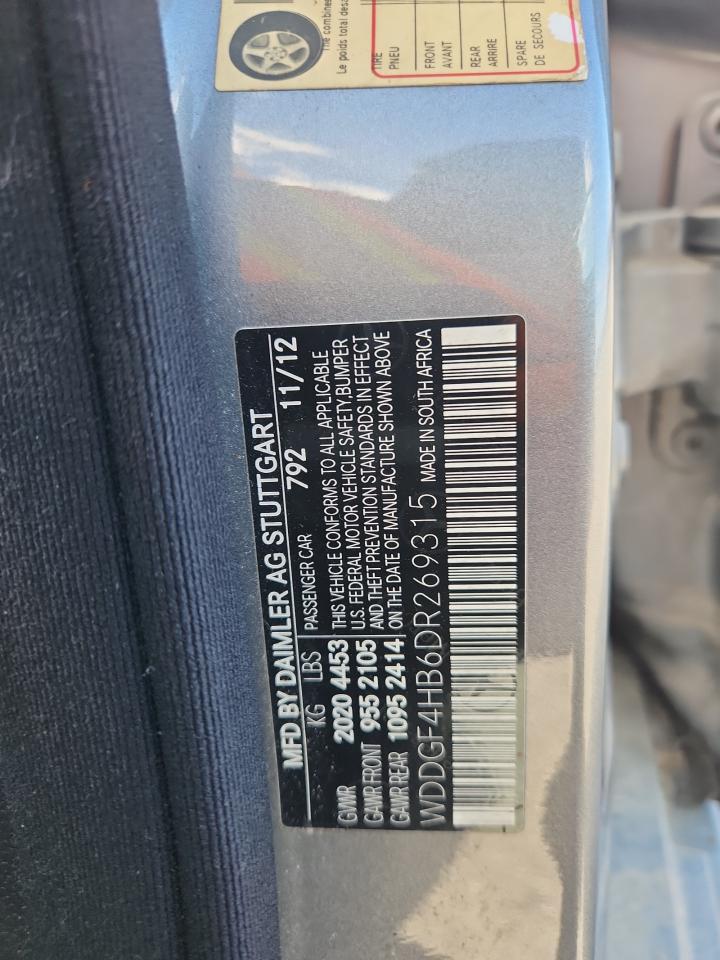 The combined
Le poids total des
TIRE
PNEU
FRONT
AVANT
REAR
ARRIERE
SPARE
DE SECOURS
MFD BY DAIMLER AG STUTTGART
792 11/12
KG LBS PASSENGER CAR
GVWR 2020 4453
GAWR FRONT 955 2105
GAWR REAR 1095 2414
THIS VEHICLE CONFORMS TO ALL APPLICABLE
U.S. FEDERAL MOTOR VEHICLE SAFETY, BUMPER
AND THEFT PREVENTION STANDARDS IN EFFECT
ON THE DATE OF MANUFACTURE SHOWN ABOVE
WDDGF4HB6DR269315 MADE IN SOUTH AFRICA